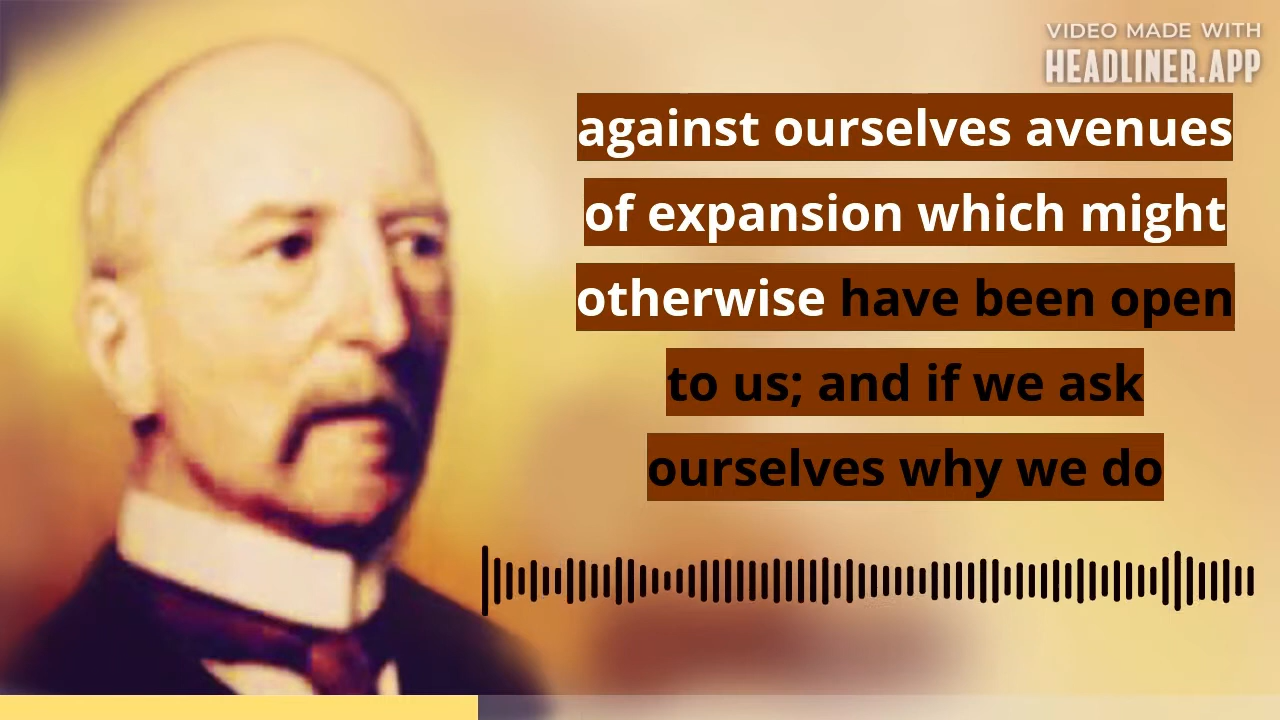 VIDEO MADE WITH
HEADLINER.APP
against ourselves avenues
of expansion which might
otherwise have been open
to us; and if we ask
ourselves why we do